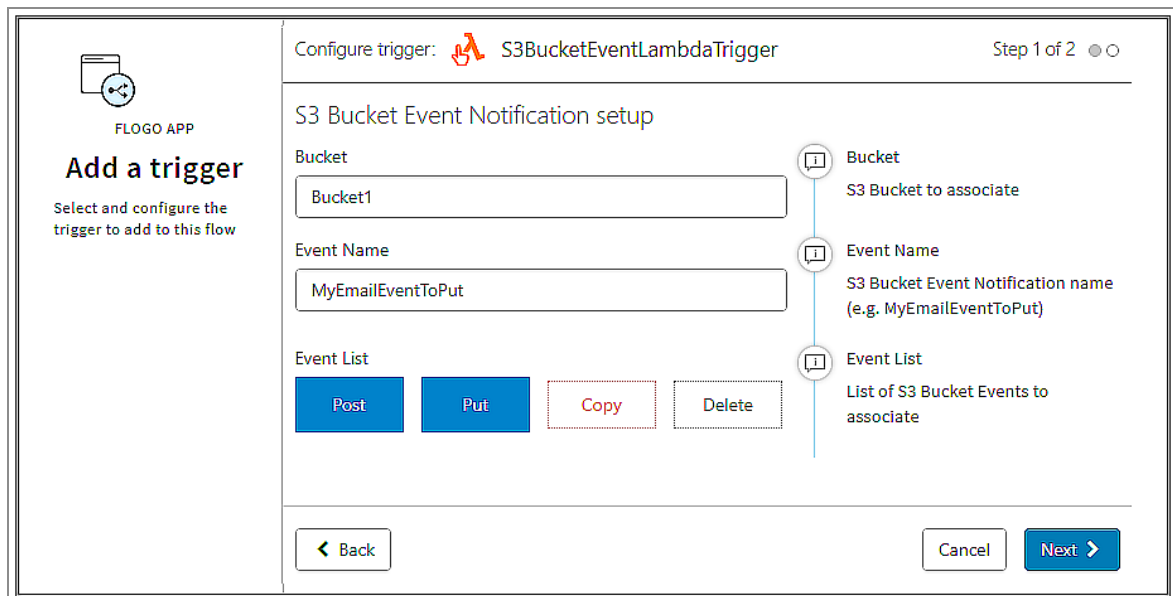 FLOGO APP
Add a trigger
Select and configure the
trigger to add to this flow
Configure trigger: S3BucketEventLambdaTrigger
Step 1 of 2
S3 Bucket Event Notification setup
Bucket
Bucket1
Bucket
S3 Bucket to associate
Event Name
MyEmailEventToPut
Event Name
S3 Bucket Event Notification name
(e.g. MyEmailEventToPut)
Event List
Post
Put
Copy
Delete
Event List
List of S3 Bucket Events to
associate
Back
Cancel
Next